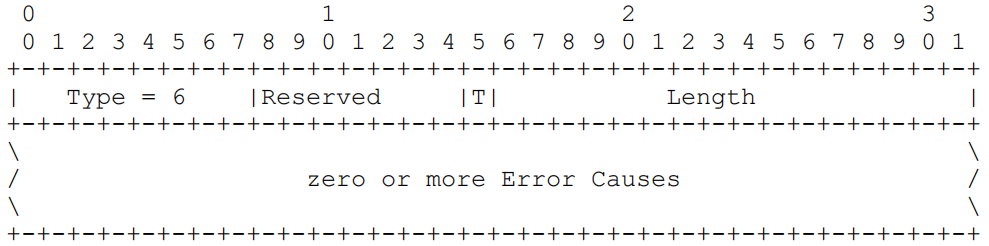 0                   1                   2                   3
 0 1 2 3 4 5 6 7 8 9 0 1 2 3 4 5 6 7 8 9 0 1 2 3 4 5 6 7 8 9 0 1
+-+-+-+-+-+-+-+-+-+-+-+-+-+-+-+-+-+-+-+-+-+-+-+-+-+-+-+-+-+-+-+-+
|   Type = 6    |Reserved     |T|           Length              |
+-+-+-+-+-+-+-+-+-+-+-+-+-+-+-+-+-+-+-+-+-+-+-+-+-+-+-+-+-+-+-+-+
\                                                               \
/                   zero or more Error Causes                   /
\                                                               \
+-+-+-+-+-+-+-+-+-+-+-+-+-+-+-+-+-+-+-+-+-+-+-+-+-+-+-+-+-+-+-+-+